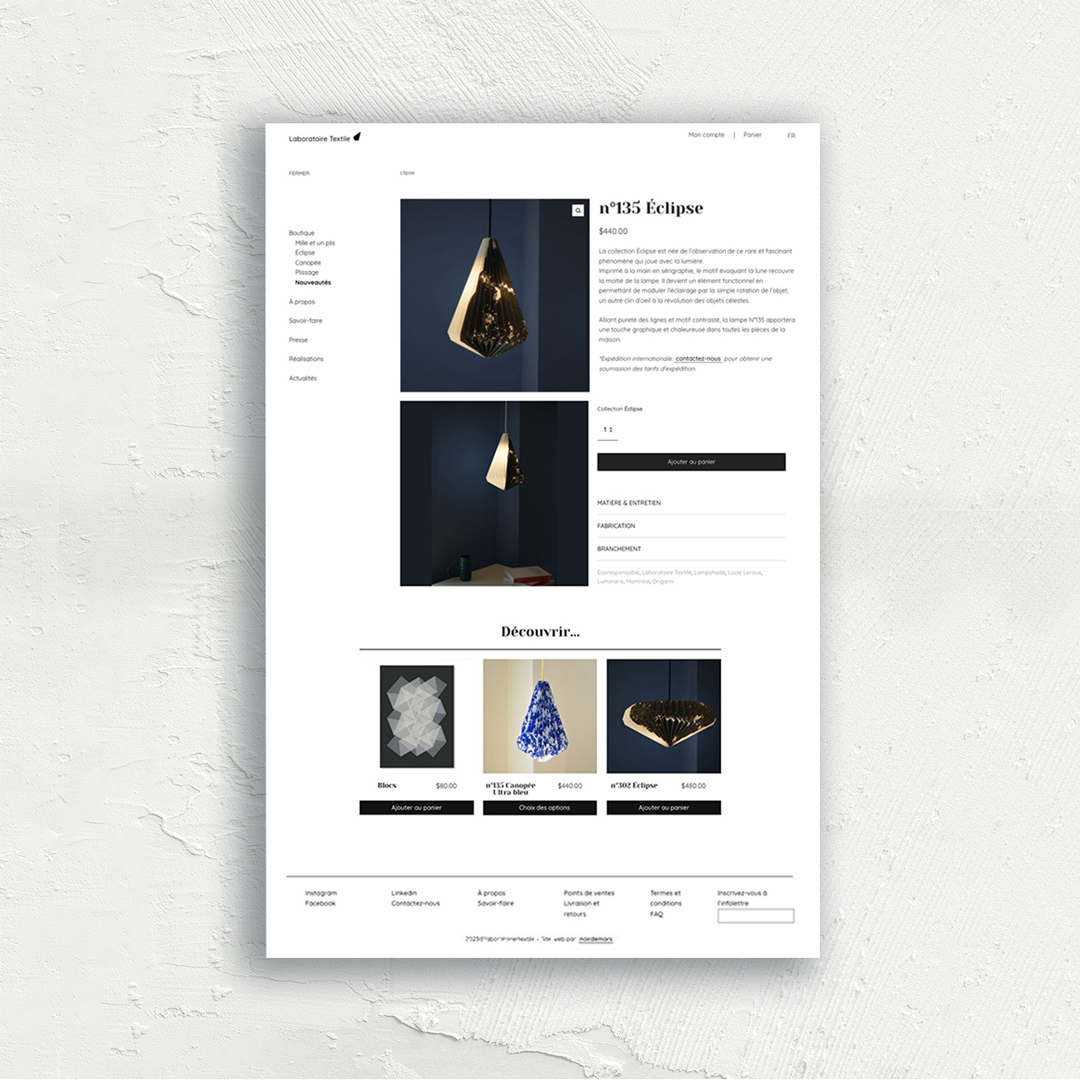 Laboratoire Textile
Mon compte | Panier FR
FERMER
clipse
Boutique
Mille et un plis
Éclipse
Canopée
Plissage
Nouveautés
À propos
Savoir-faire
Presse
Réalisations
Actualités
n°135 Éclipse
$440.00
La collection Éclipse est née de l'observation de ce rare et fascinant
phénomène qui joue avec la lumière.
Imprimé à la main en sérigraphie, le motif évoquant la lune recouvre
la moitié de la lampe. Il devient un élément fonctionnel en
permettant de moduler l'éclairage par la simple rotation de l'objet,
un autre clin d'oeil à la révolution des objets célestes.
Alliant pureté des lignes et motif contrasté, la lampe N°135 apportera
une touche graphique et chaleureuse dans toutes les pièces de la
maison.
*Expédition internationale: contactez-nous pour obtenir une
soumission des tarifs d'expédition.
Collection Éclipse
1
Ajouter au panier
MATIÈRE & ENTRETIEN
FABRICATION
BRANCHEMENT
Écoresponsable, Laboratoire Textile, Lampshade, Lucie Leroux,
Luminaire, Montreal, Origami
Découvrir...
Blocs $80.00
n°135 Canopée $440.00
Ultra bleu
n°302 Éclipse $480.00
Ajouter au panier
Choix des options
Ajouter au panier
Instagram
Facebook
LinkedIn
Contactez-nous
À propos
Savoir-faire
Points de ventes
Livraison et
retours
Termes et
conditions
FAQ
Inscrivez-vous à
l'infolettre
web par noirdemars